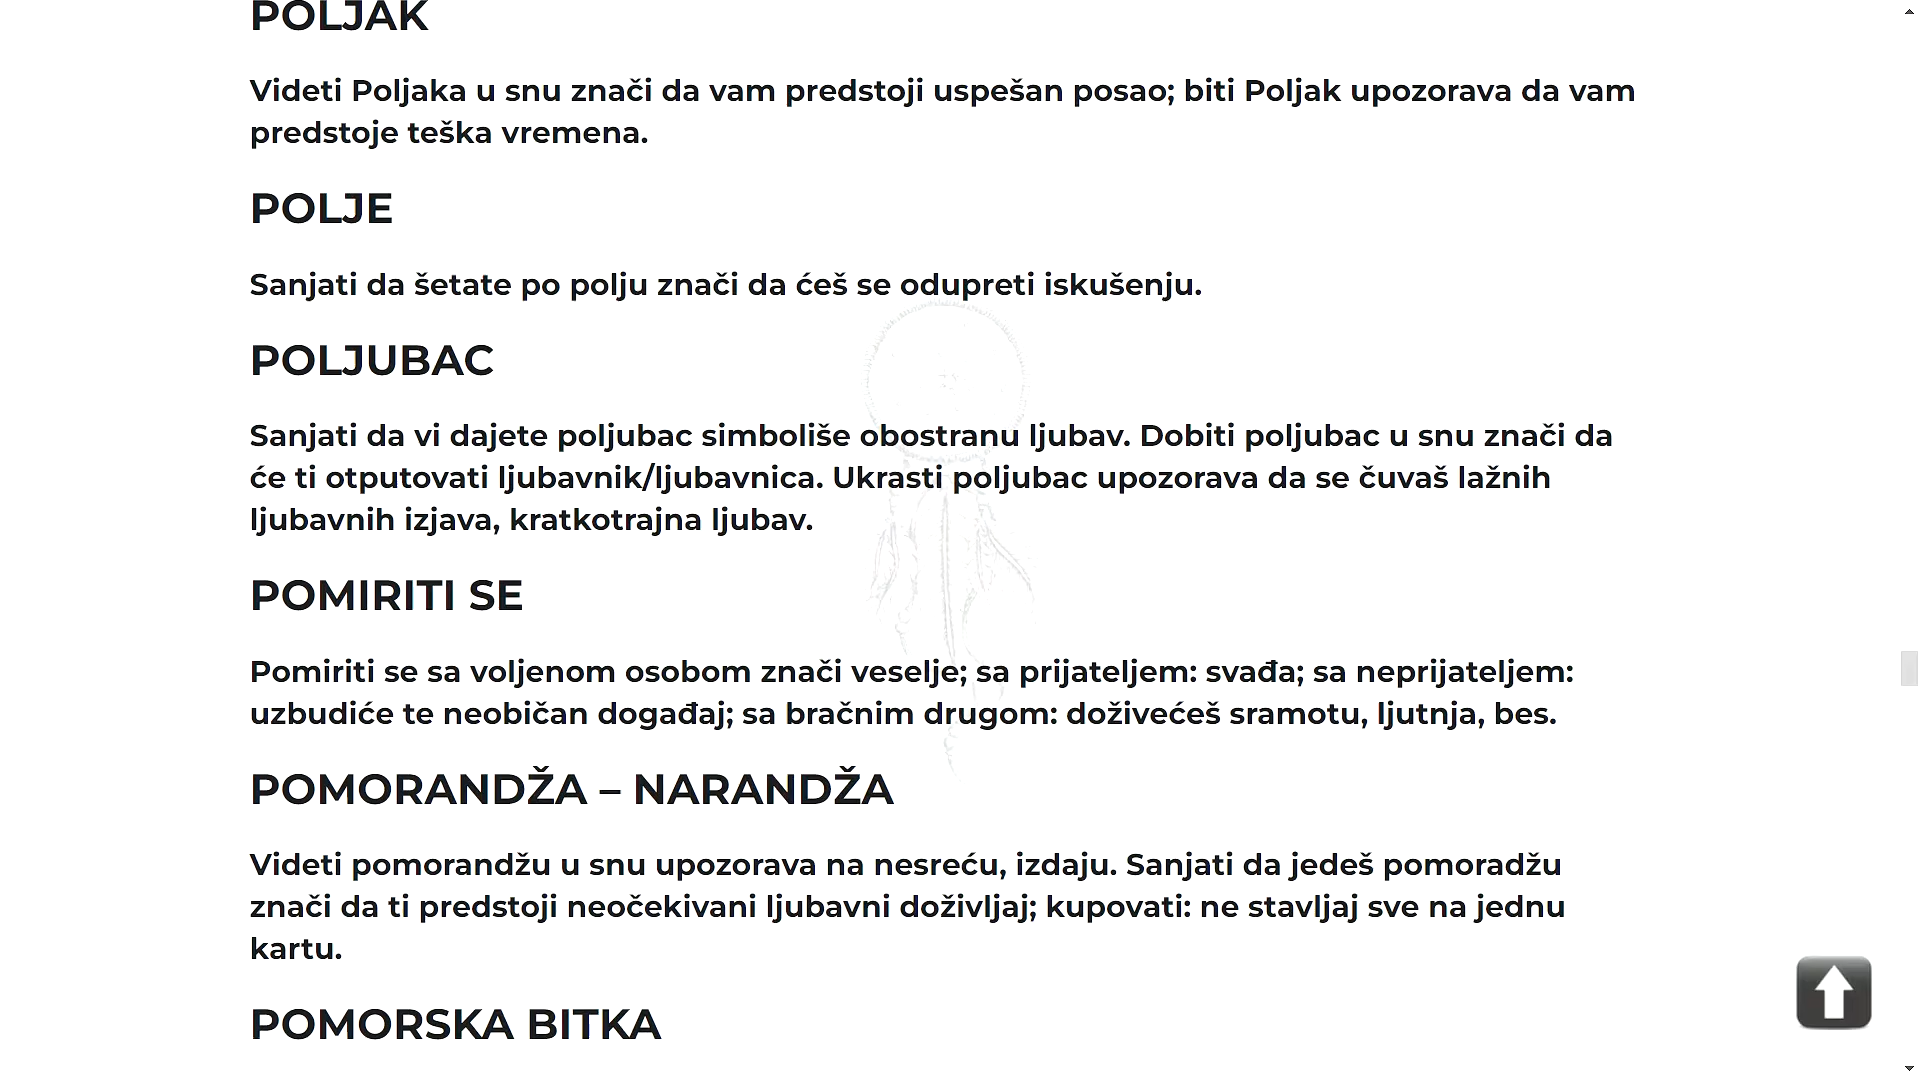 POLJAK
Videti Poljaka u snu znači da vam predstoji uspešan posao; biti Poljak upozorava da vam
predstoje teška vremena.
POLJE
Sanjati da šetate po polju znači da ćeš se odupreti iskušenju.
POLJUBAC
Sanjati da vi dajete poljubac simboliše obostranu ljubav. Dobiti poljubac u snu znači da
će ti otputovati ljubavnik/ljubavnica. Ukrasti poljubac upozorava da se čuvaš lažnih
ljubavnih izjava, kratkotrajna ljubav.
POMIRITI SE
Pomiriti se sa voljenom osobom znači veselje; sa prijateljem: svađa; sa neprijateljem:
uzbudiće te neobičan događaj; sa bračnim drugom: doživećeš sramotu, ljutnja, bes.
POMORANDŽA – NARANDŽA
Videti pomorandžu u snu upozorava na nesreću, izdaju. Sanjati da jedeš pomoradžu
znači da ti predstoji neočekivani ljubavni doživljaj; kupovati: ne stavljaj sve na jednu
kartu.
POMORSKA BITKA